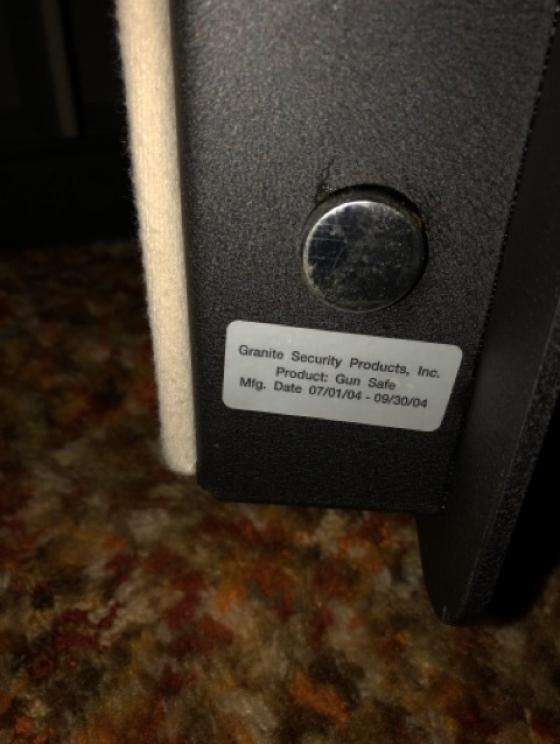 Granite Security Products, Inc.
Product: Gun Safe
Mfg. Date 07/01/04 - 09/30/04